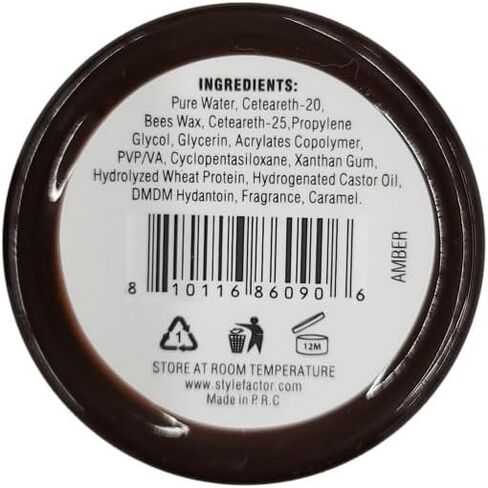 INGREDIENTS:
Pure Water, Ceteareth-20,
Bees Wax, Ceteareth-25,Propylene
Glycol, Glycerin, Acrylates Copolymer,
PVP/VA, Cyclopentasiloxane, Xanthan Gum,
Hydrolyzed Wheat Protein, Hydrogenated Castor Oil,
DMDM Hydantoin, Fragrance, Caramel.
AMBER
8 10116 86090 6
1
12M
STORE AT ROOM TEMPERATURE
www.stylefactor.com
Made in P.R.C